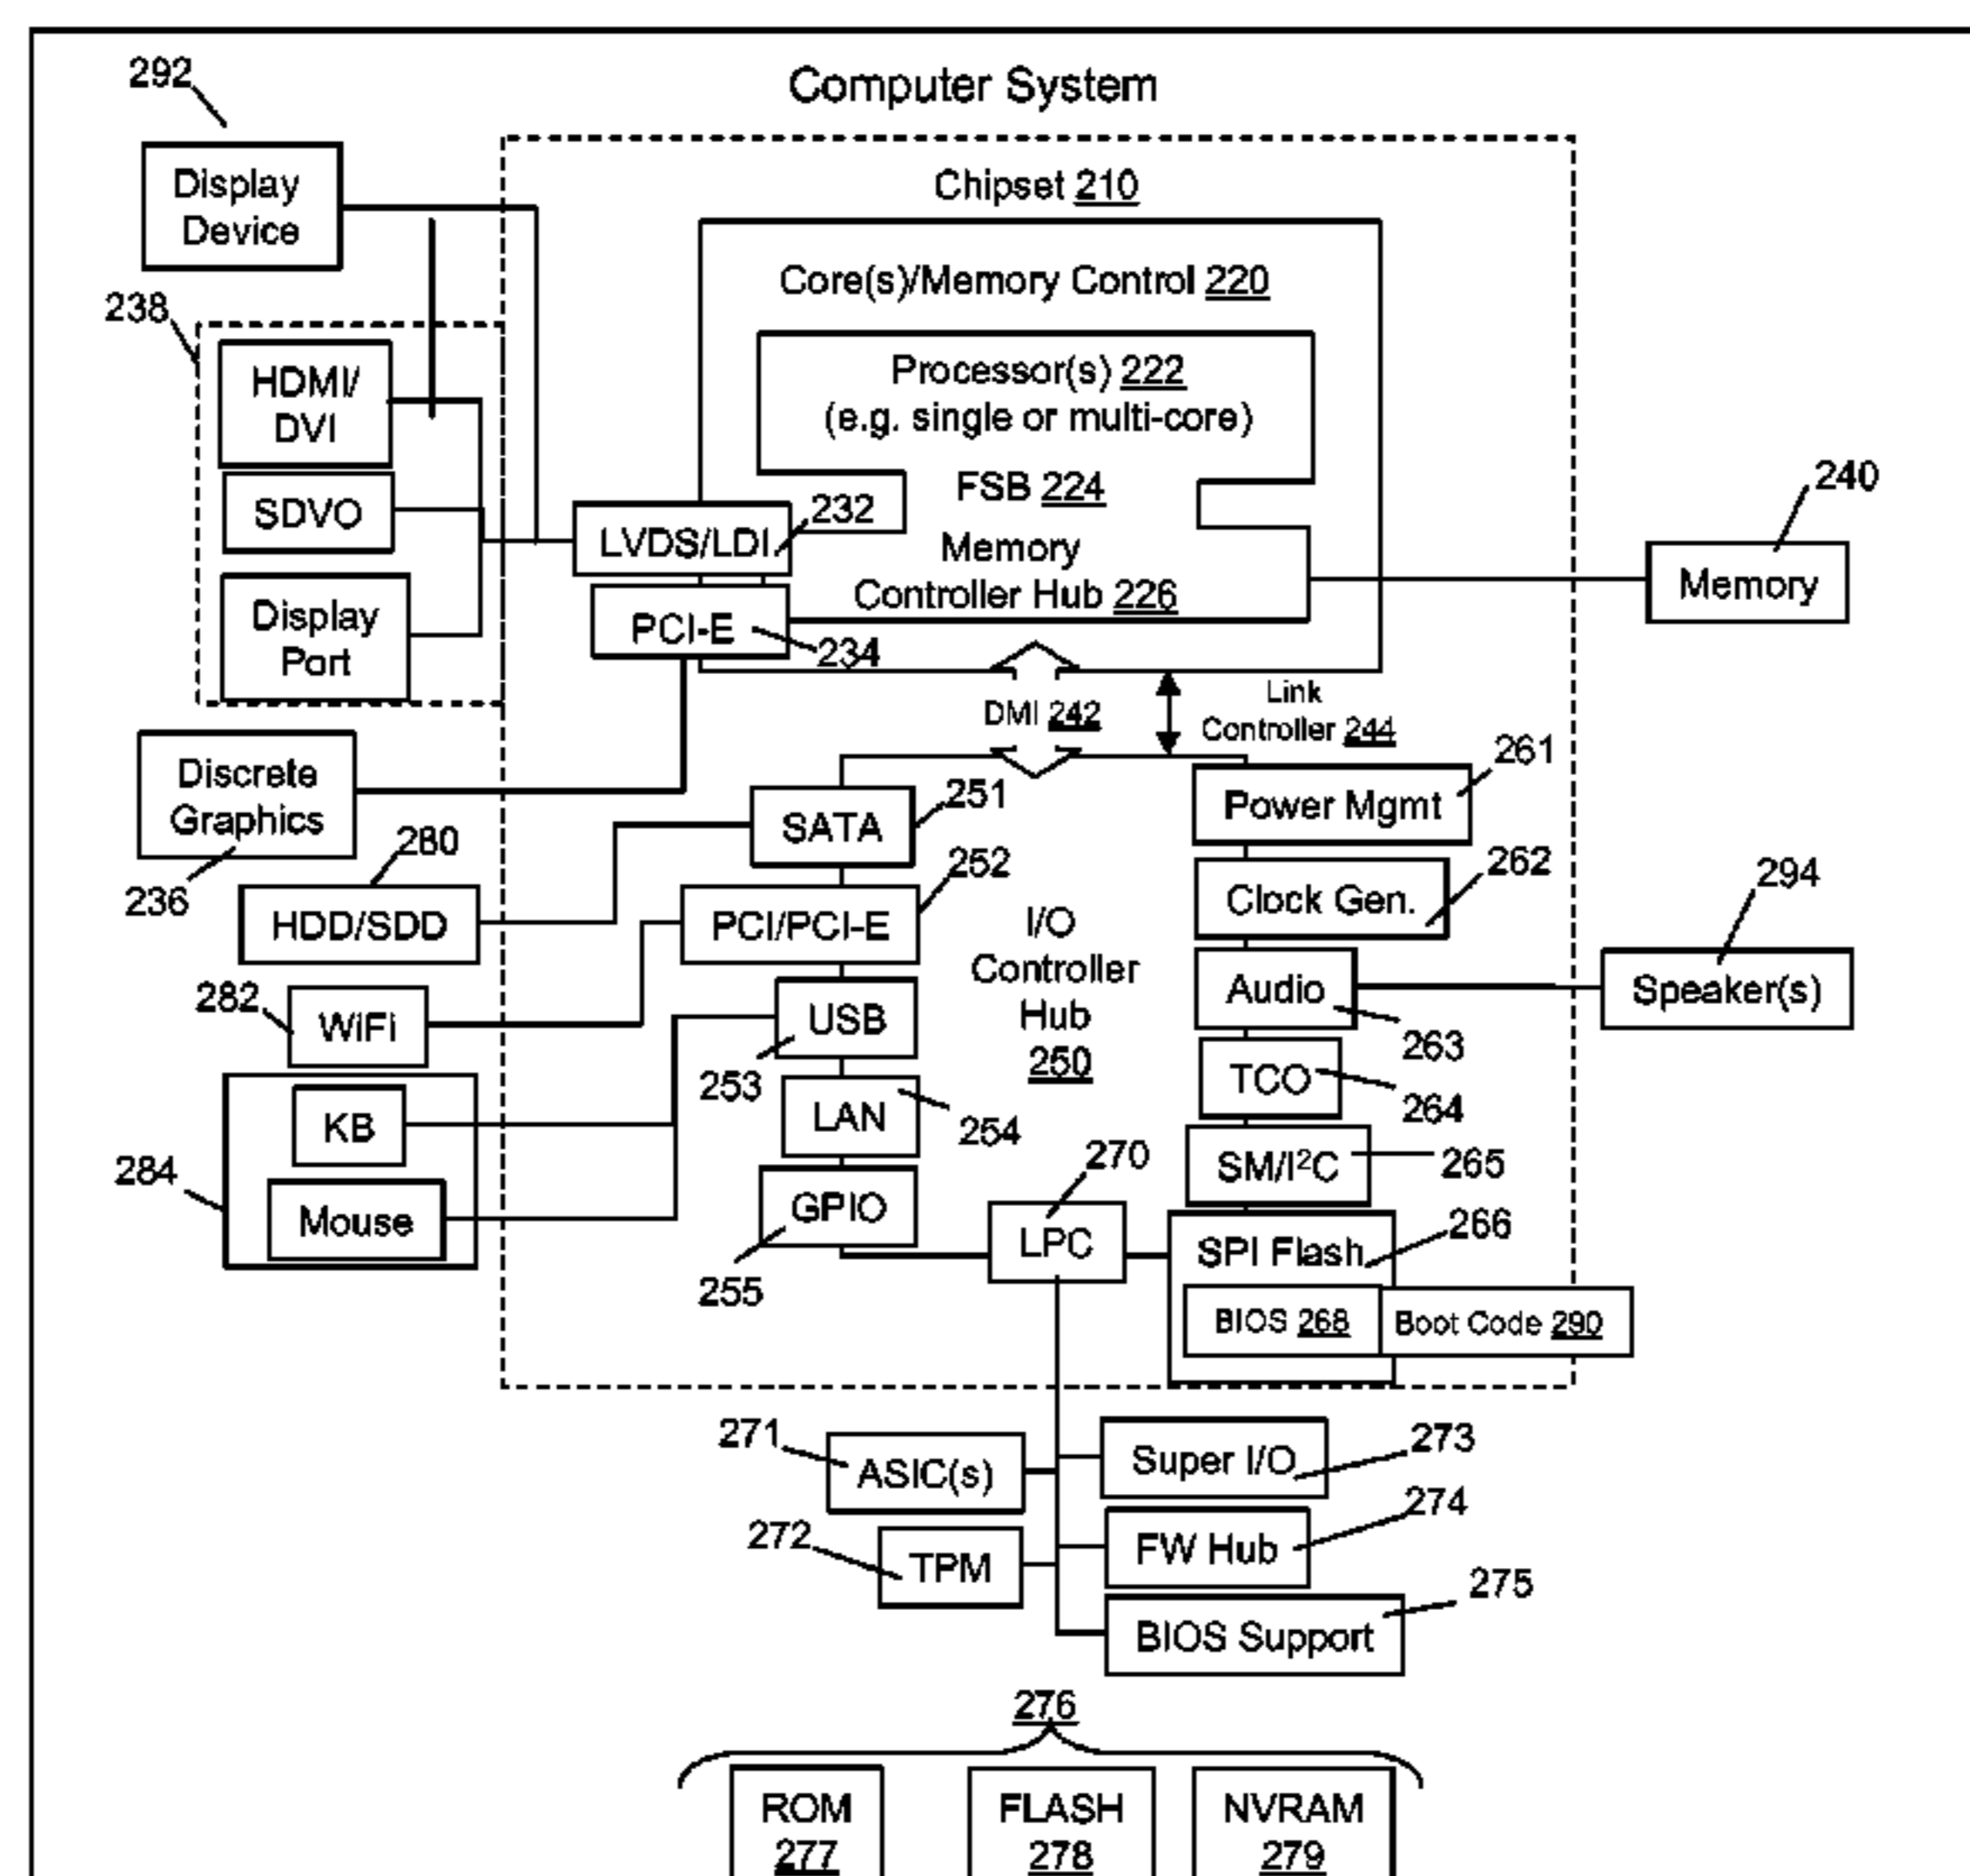 Computer System
292
Display
Device
Chipset 210
Core(s)/Memory Control 220
238
HDMI/
DVI
Processor(s) 222
(e.g. single or multi-core)
SDVO
FSB 224
232
LVDS/LDI
Memory
Controller Hub 226
240
Memory
Display
Port
PCI-E
234
DMI 242
Link
Controller 244
Discrete
Graphics
236
261
Power Mgmt
251
SATA
280
HDD/SDD
252
PCI/PCI-E
262
Clock Gen.
I/O
Controller
Hub
250
294
Speaker(s)
Audio
263
282
WiFi
USB
253
TCO
264
284
KB
Mouse
LAN
254
SM/I²C
265
GPIO
255
270
LPC
SPI Flash
266
BIOS 268
Boot Code 290
271
ASIC(s)
Super I/O
273
272
TPM
FW Hub
274
BIOS Support
275
276
ROM
277
FLASH
278
NVRAM
279